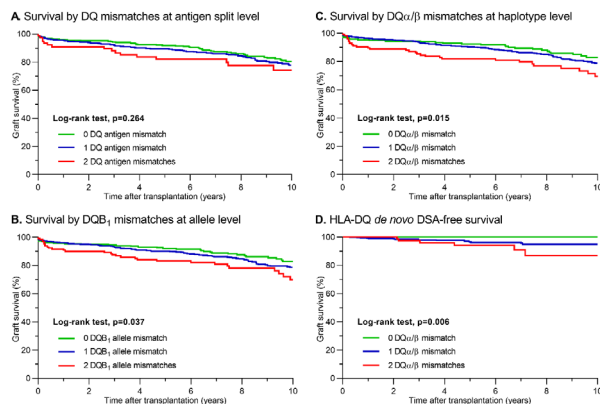 A. Survival by DQ mismatches at antigen split level
100
80
60
40
20
0
Graft survival (%)
Log-rank test, p=0.264
0 DQ antigen mismatch
1 DQ antigen mismatch
2 DQ antigen mismatches
0 2 4 6 8 10
Time after transplantation (years)
B. Survival by DQB₁ mismatches at allele level
100
80
60
40
20
0
Graft survival (%)
Log-rank test, p=0.037
0 DQB₁ allele mismatch
1 DQB₁ allele mismatch
2 DQB₁ allele mismatches
0 2 4 6 8 10
Time after transplantation (years)
C. Survival by DQα/β mismatches at haplotype level
100
80
60
40
20
0
Graft survival (%)
Log-rank test, p=0.015
0 DQα/β mismatch
1 DQα/β mismatch
2 DQα/β mismatches
0 2 4 6 8 10
Time after transplantation (years)
D. HLA-DQ de novo DSA-free survival
100
80
60
40
20
0
Graft survival (%)
Log-rank test, p=0.006
0 DQα/β mismatch
1 DQα/β mismatch
2 DQα/β mismatches
0 2 4 6 8 10
Time after transplantation (years)